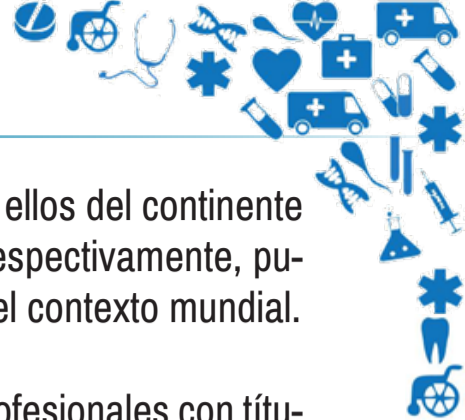 ellos del continente
espectivamente, pu-
el contexto mundial.
ofesionales con títu-